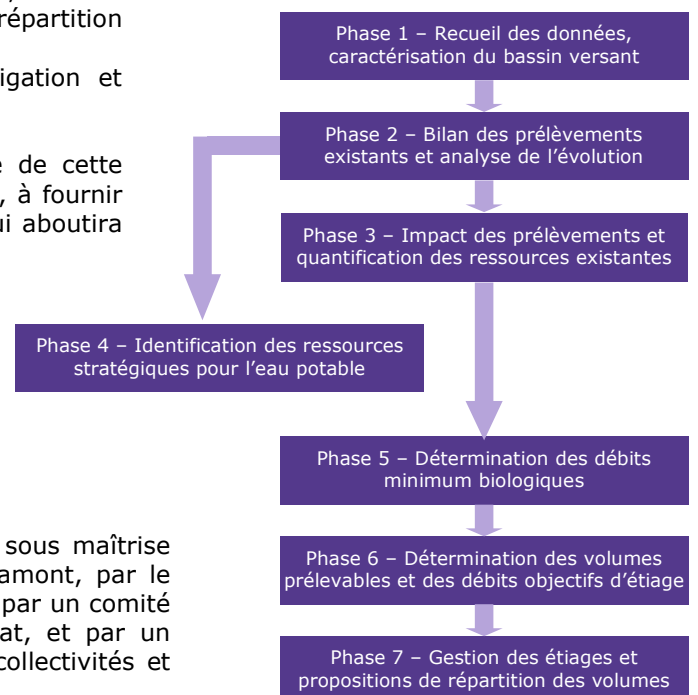 répartition
igation et
e de cette
, à fournir
ui aboutira
sous maîtrise
amont, par le
par un comité
at, et par un
collectivités et
Phase 1 – Recueil des données,
caractérisation du bassin versant
Phase 2 – Bilan des prélèvements
existants et analyse de l’évolution
Phase 3 – Impact des prélèvements et
quantification des ressources existantes
Phase 4 – Identification des ressources
stratégiques pour l’eau potable
Phase 5 – Détermination des débits
minimum biologiques
Phase 6 – Détermination des volumes
prélevables et des débits objectifs d’étiage
Phase 7 – Gestion des étiages et
propositions de répartition des volumes